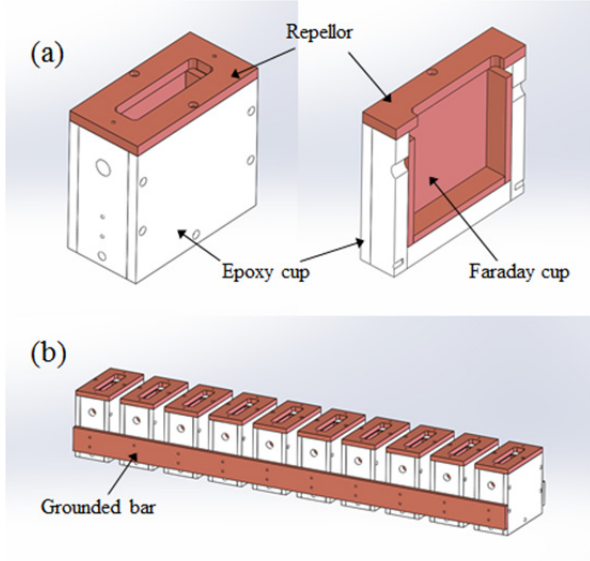 (a)
Repellor
Epoxy cup
Faraday cup
(b)
Grounded bar